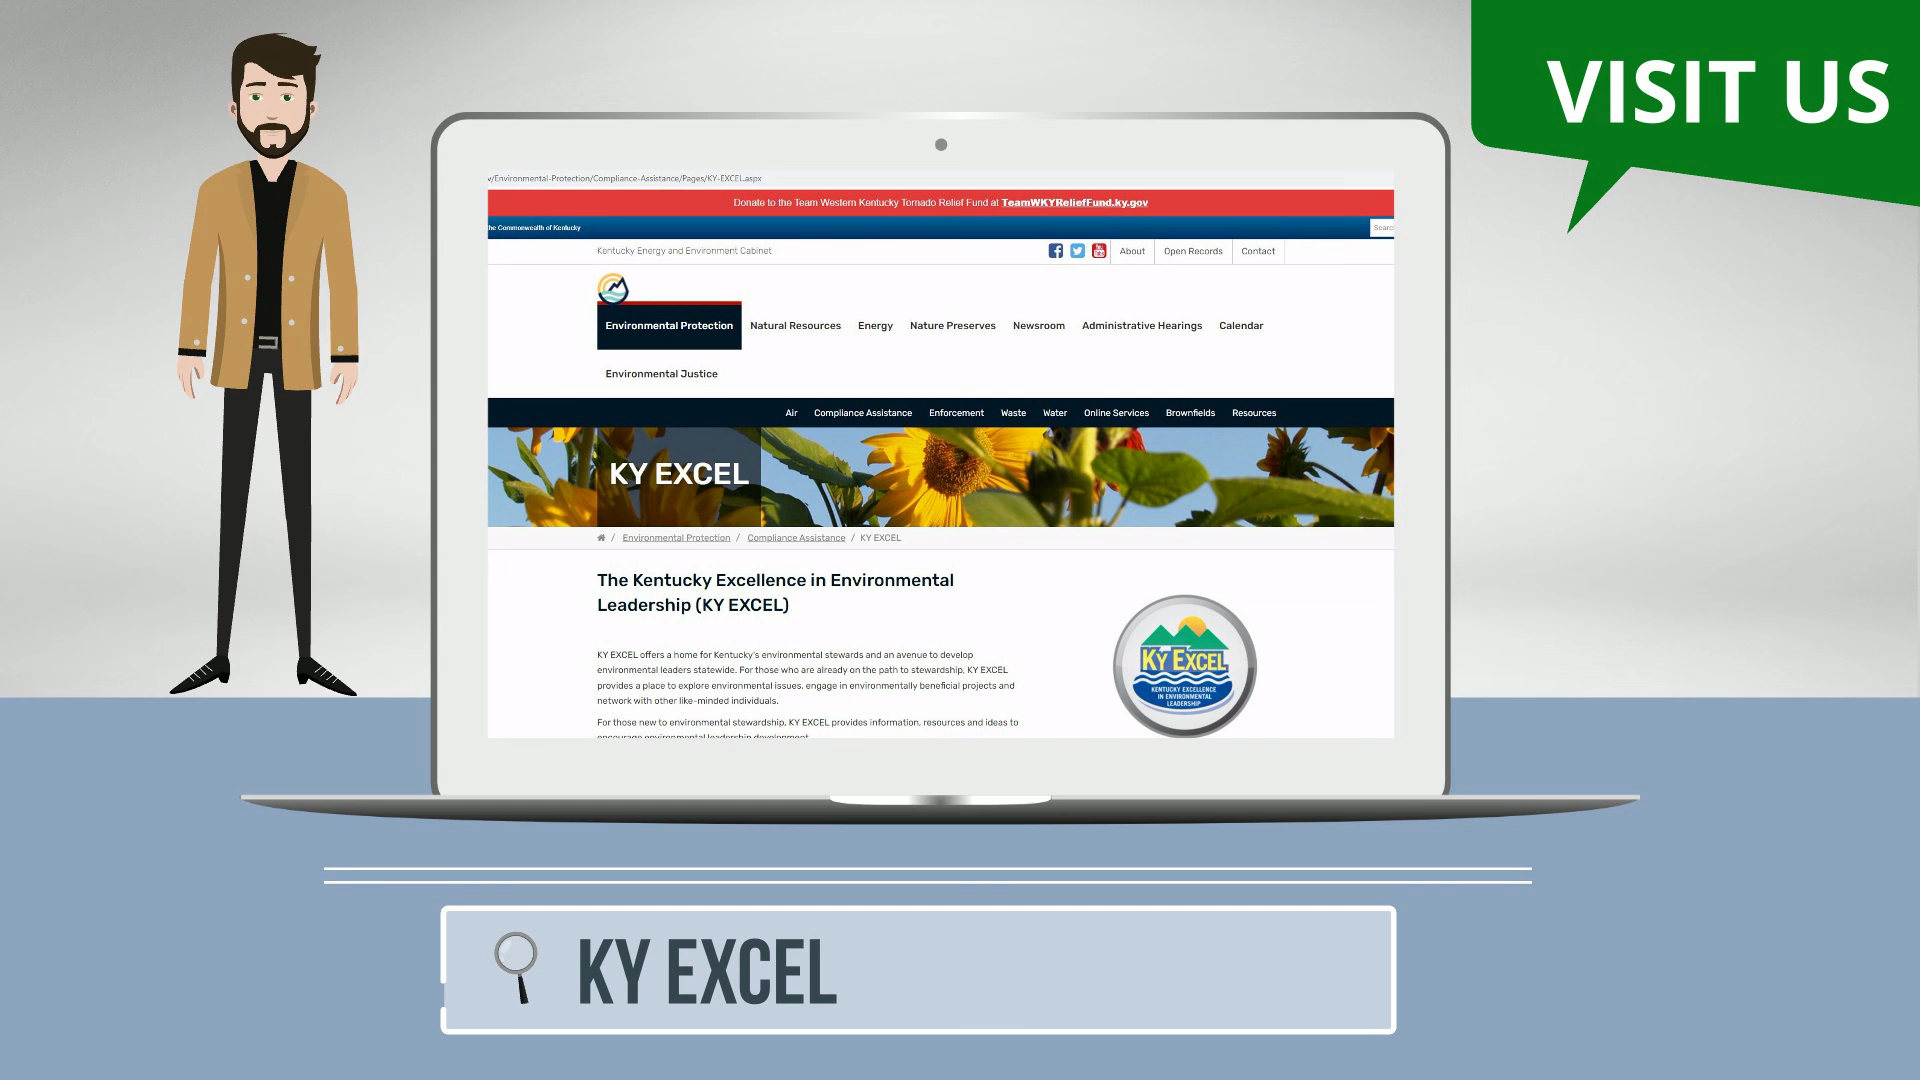 VISIT US
v/Environmental-Protection/Compliance-Assistance/Pages/KY-EXCEL.aspx
Donate to the Team Western Kentucky Tornado Relief Fund at TeamWKYReliefFund.ky.gov
the Commonwealth of Kentucky
Searc
Kentucky Energy and Environment Cabinet
About Open Records Contact
Environmental Protection Natural Resources Energy Nature Preserves Newsroom Administrative Hearings Calendar
Environmental Justice
Air Compliance Assistance Enforcement Waste Water Online Services Brownfields Resources
KY EXCEL
/ Environmental Protection / Compliance Assistance / KY EXCEL
The Kentucky Excellence in Environmental
Leadership (KY EXCEL)
KY EXCEL offers a home for Kentucky's environmental stewards and an avenue to develop
environmental leaders statewide. For those who are already on the path to stewardship, KY EXCEL
provides a place to explore environmental issues, engage in environmentally beneficial projects and
network with other like-minded individuals.
For those new to environmental stewardship, KY EXCEL provides information, resources and ideas to
encourage environmental leadership development.
KY EXCEL
KENTUCKY EXCELLENCE
IN ENVIRONMENTAL
LEADERSHIP
KY EXCEL